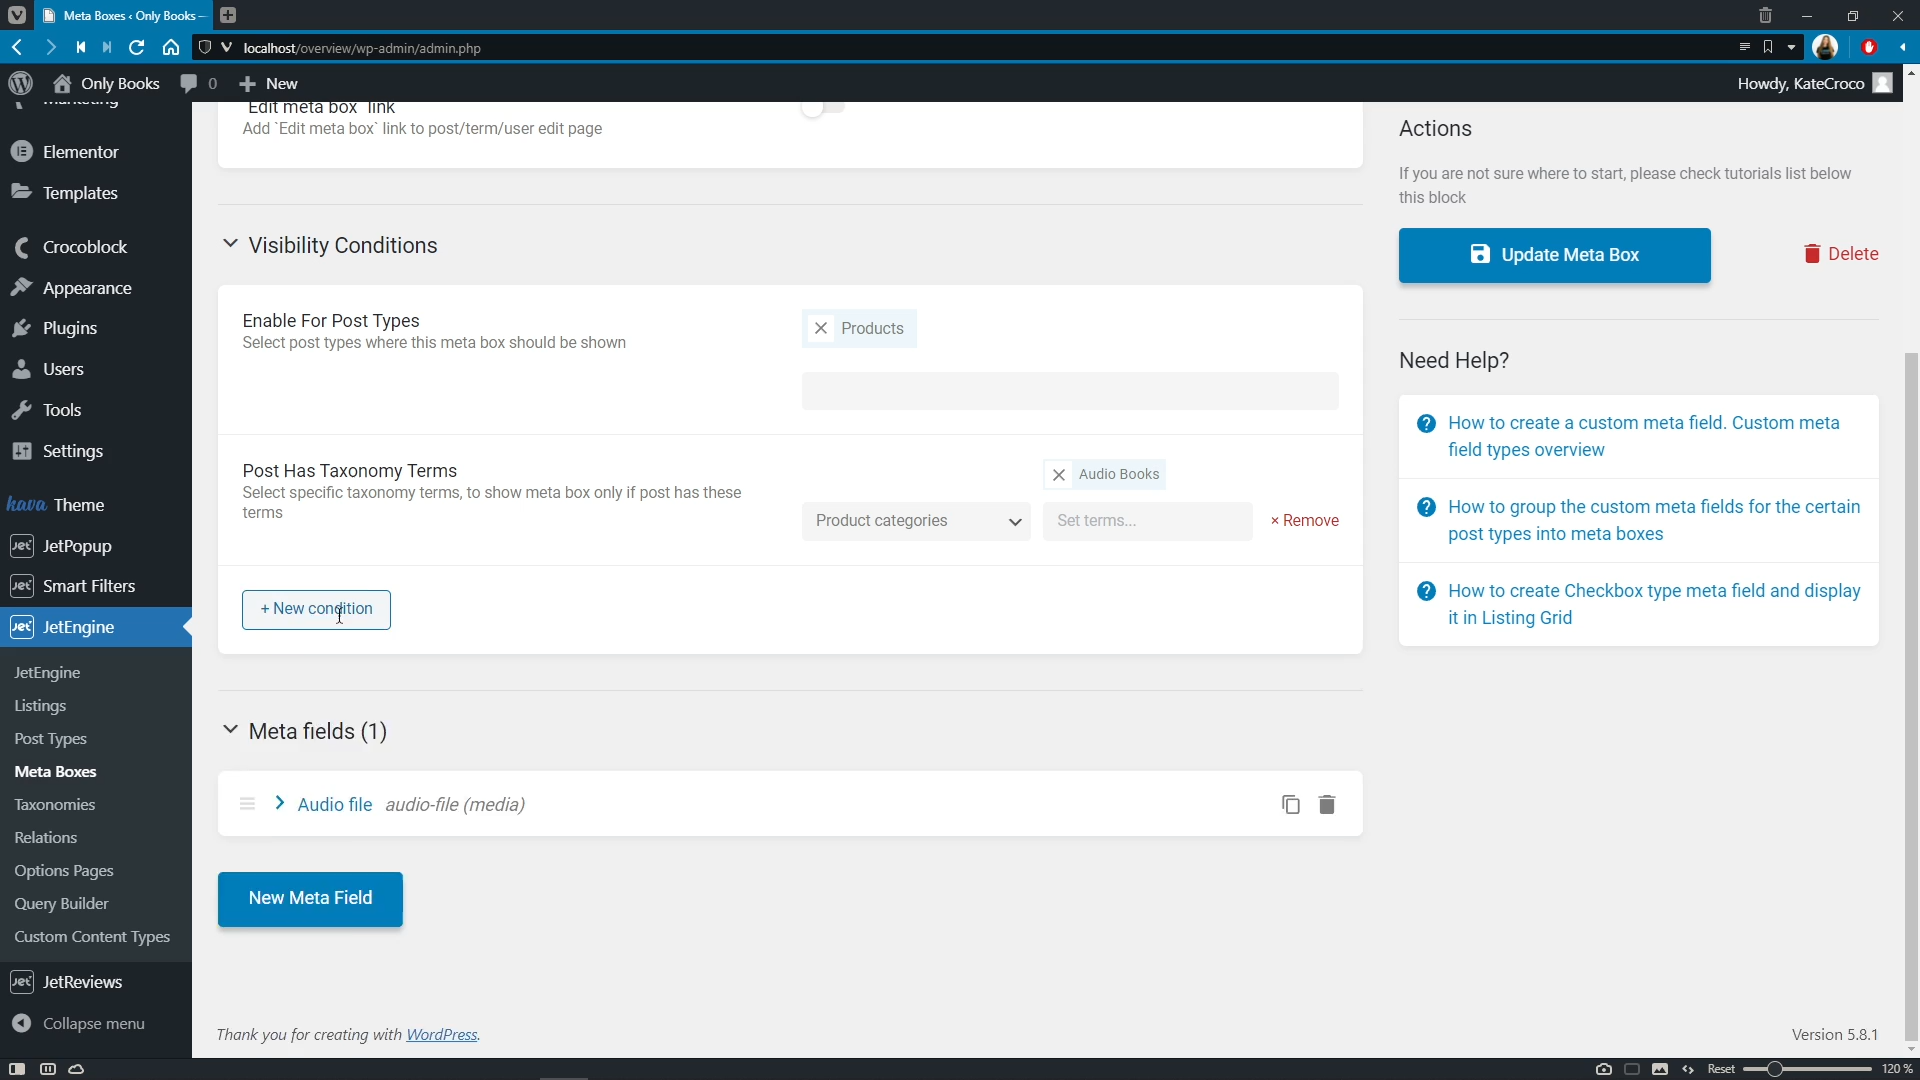 Meta Boxes ‹ Only Books —
localhost/overview/wp-admin/admin.php
Only Books 0 New
Howdy, KateCroco
Marketing
Elementor
Templates
Crocoblock
Appearance
Plugins
Users
Tools
Settings
kava Theme
JetPopup
Smart Filters
JetEngine
JetEngine
Listings
Post Types
Meta Boxes
Taxonomies
Relations
Options Pages
Query Builder
Custom Content Types
JetReviews
Collapse menu
"Edit meta box" link
Add `Edit meta box` link to post/term/user edit page
Visibility Conditions
Enable For Post Types
Select post types where this meta box should be shown
Products
Post Has Taxonomy Terms
Select specific taxonomy terms, to show meta box only if post has these
terms
Audio Books
Product categories
Set terms...
× Remove
+ New condition
Meta fields (1)
Audio file audio-file (media)
New Meta Field
Thank you for creating with WordPress.
Version 5.8.1
Actions
If you are not sure where to start, please check tutorials list below
this block
Update Meta Box
Delete
Need Help?
How to create a custom meta field. Custom meta
field types overview
How to group the custom meta fields for the certain
post types into meta boxes
How to create Checkbox type meta field and display
it in Listing Grid
Reset
120 %